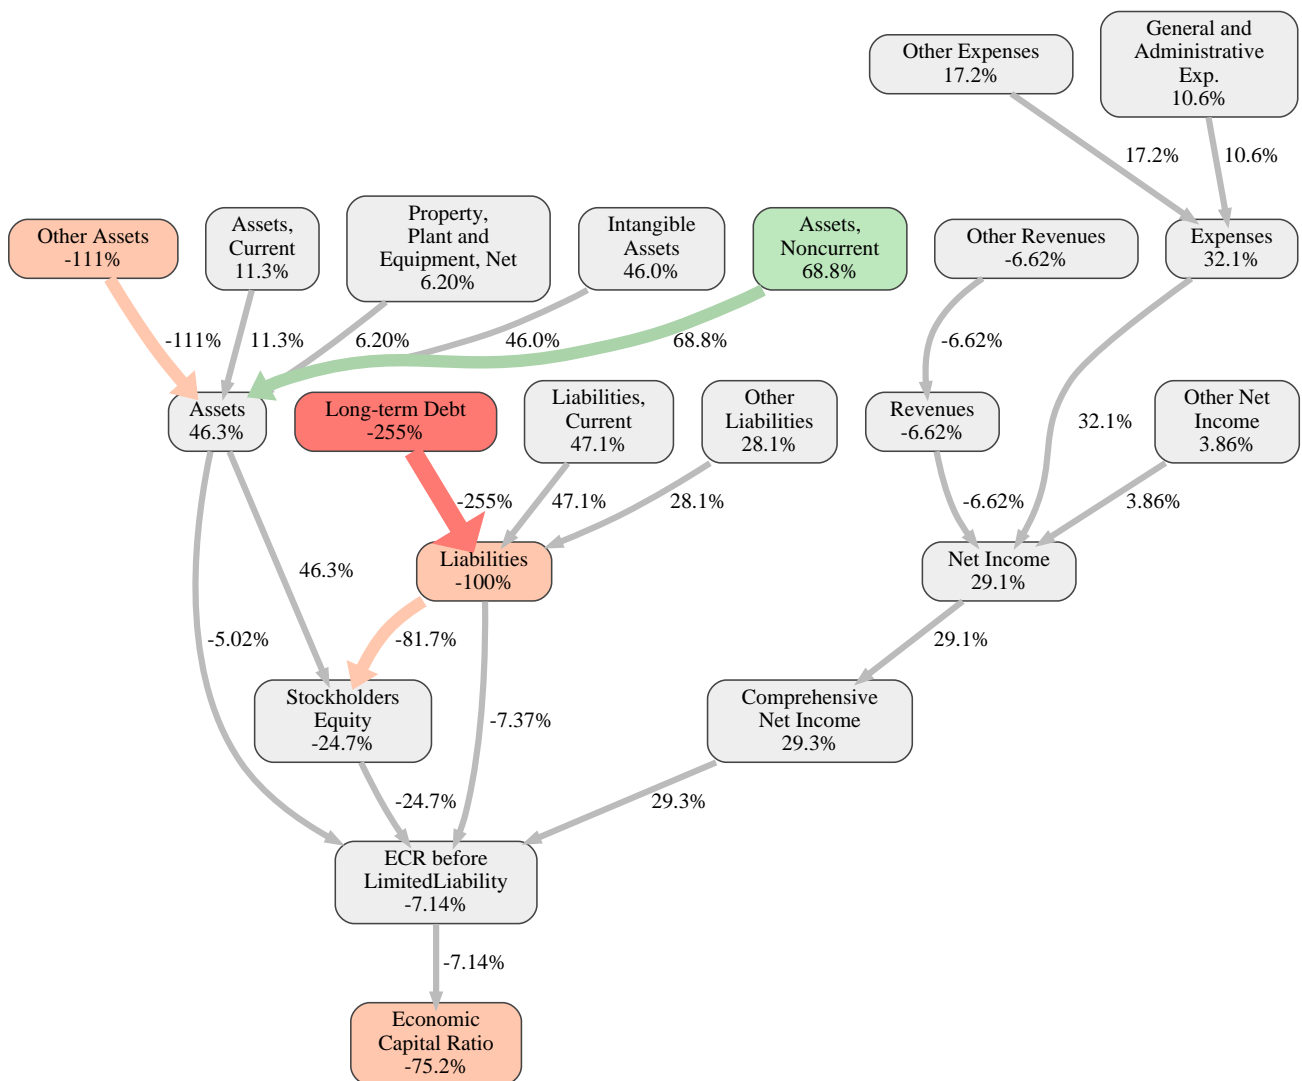 General and
Administrative
Exp.
10.6%
Other Expenses
17.2%
17.2%
10.6%
Other Assets
-111%
Assets,
Current
11.3%
Property,
Plant and
Equipment, Net
6.20%
Intangible
Assets
46.0%
Assets,
Noncurrent
68.8%
Other Revenues
-6.62%
Expenses
32.1%
-111%
11.3%
6.20%
46.0%
68.8%
-6.62%
Assets
46.3%
Long-term Debt
-255%
Liabilities,
Current
47.1%
Other
Liabilities
28.1%
Revenues
-6.62%
32.1%
Other Net
Income
3.86%
-255%
47.1%
28.1%
-6.62%
3.86%
46.3%
Liabilities
-100%
Net Income
29.1%
-5.02%
-81.7%
29.1%
Stockholders
Equity
-24.7%
-7.37%
Comprehensive
Net Income
29.3%
-24.7%
29.3%
ECR before
LimitedLiability
-7.14%
-7.14%
Economic
Capital Ratio
-75.2%